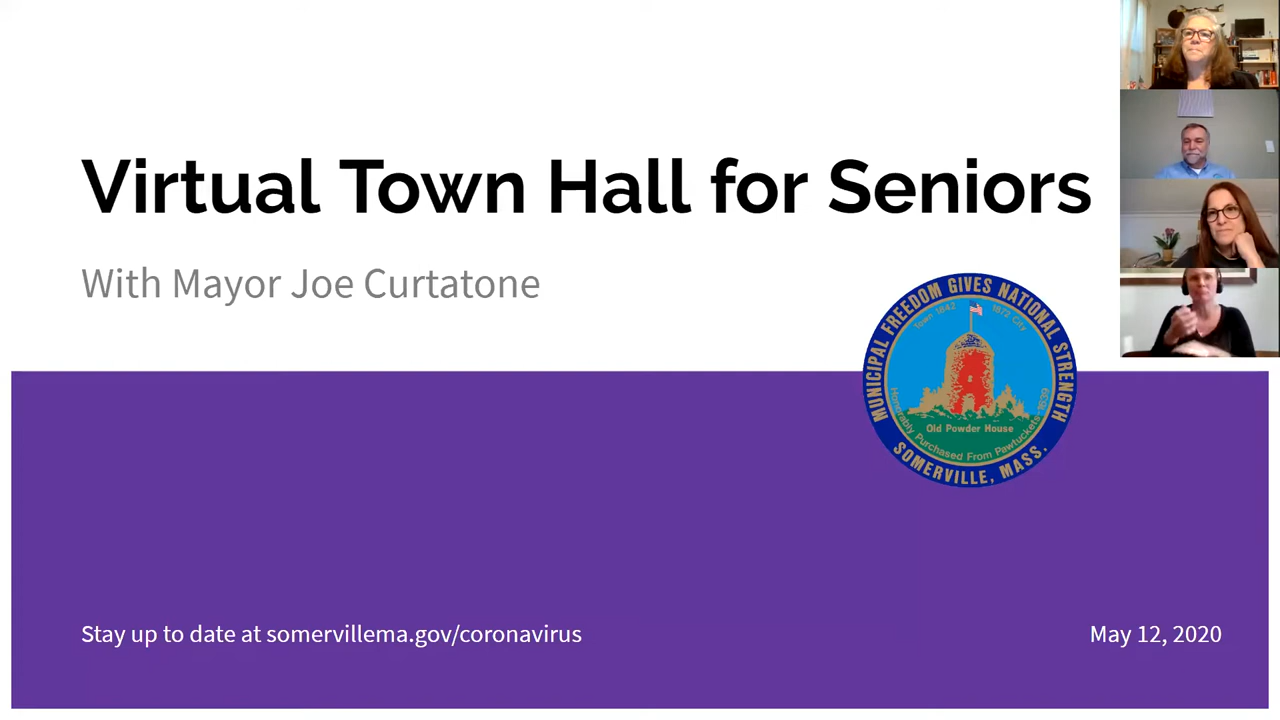 Virtual Town Hall for Seniors
With Mayor Joe Curtatone
MUNICIPAL FREEDOM GIVES NATIONAL STRENGTH
Town 1842
1872 City
Old Powder House
Honorably Purchased From Pawtuckets 1639
SOMERVILLE, MASS.
Stay up to date at somervillema.gov/coronavirus
May 12, 2020